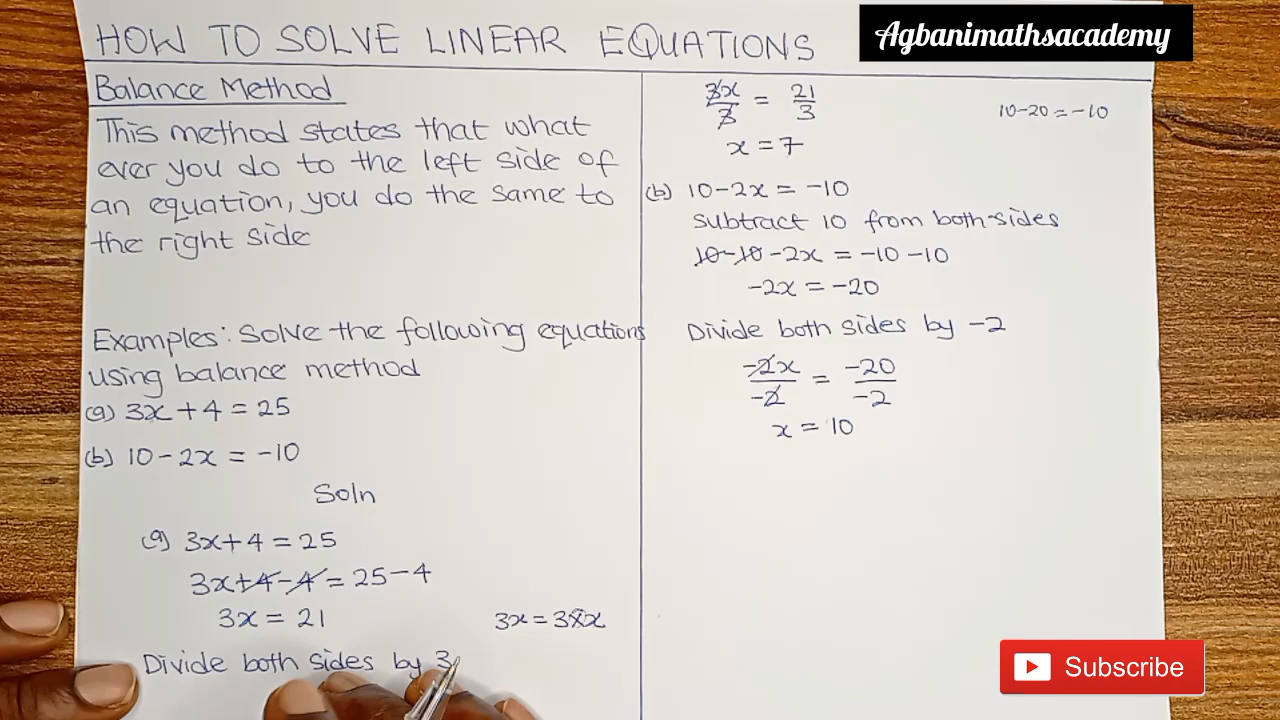 HOW TO SOLVE LINEAR EQUATIONS
Agbanimathsacademy
Balance Method
This method states that what
ever you do to the left side of
an equation, you do the same to
the right side
Examples: Solve the following equations
using balance method
(a) 3x + 4 = 25
(b) 10 - 2x = -10
Soln
(a) 3x + 4 = 25
3x + 4 - 4 = 25 - 4
3x = 21
3x = 3 x x
Divide both sides by 3
3x/3 = 21/3
x = 7
10 - 20 = -10
(b) 10 - 2x = -10
subtract 10 from both sides
10 - 10 - 2x = -10 - 10
-2x = -20
Divide both sides by -2
-2x/-2 = -20/-2
x = 10
Subscribe